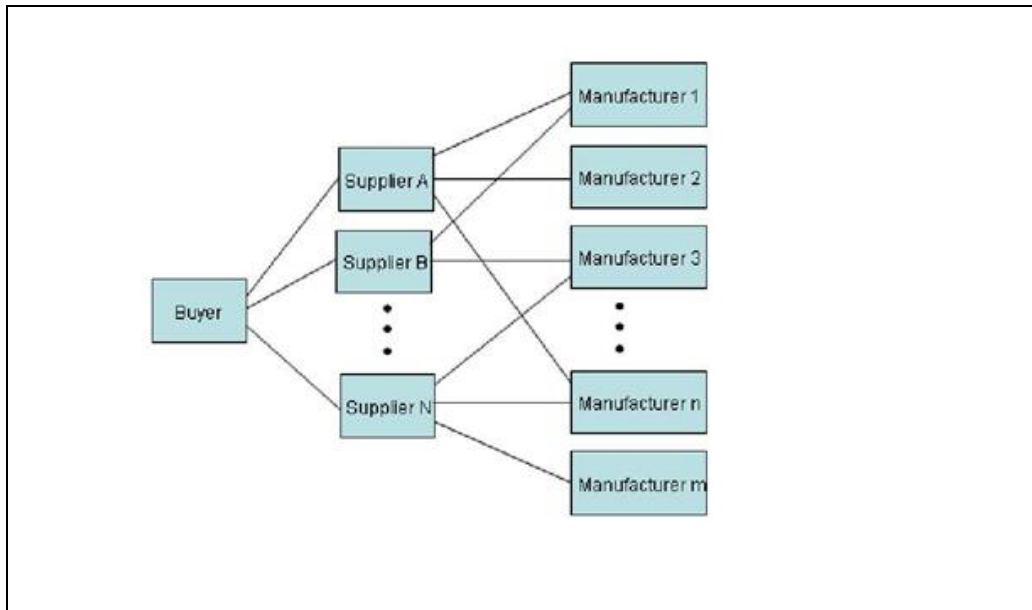 Buyer
Supplier A
Supplier B
Supplier N
Manufacturer 1
Manufacturer 2
Manufacturer 3
Manufacturer n
Manufacturer m